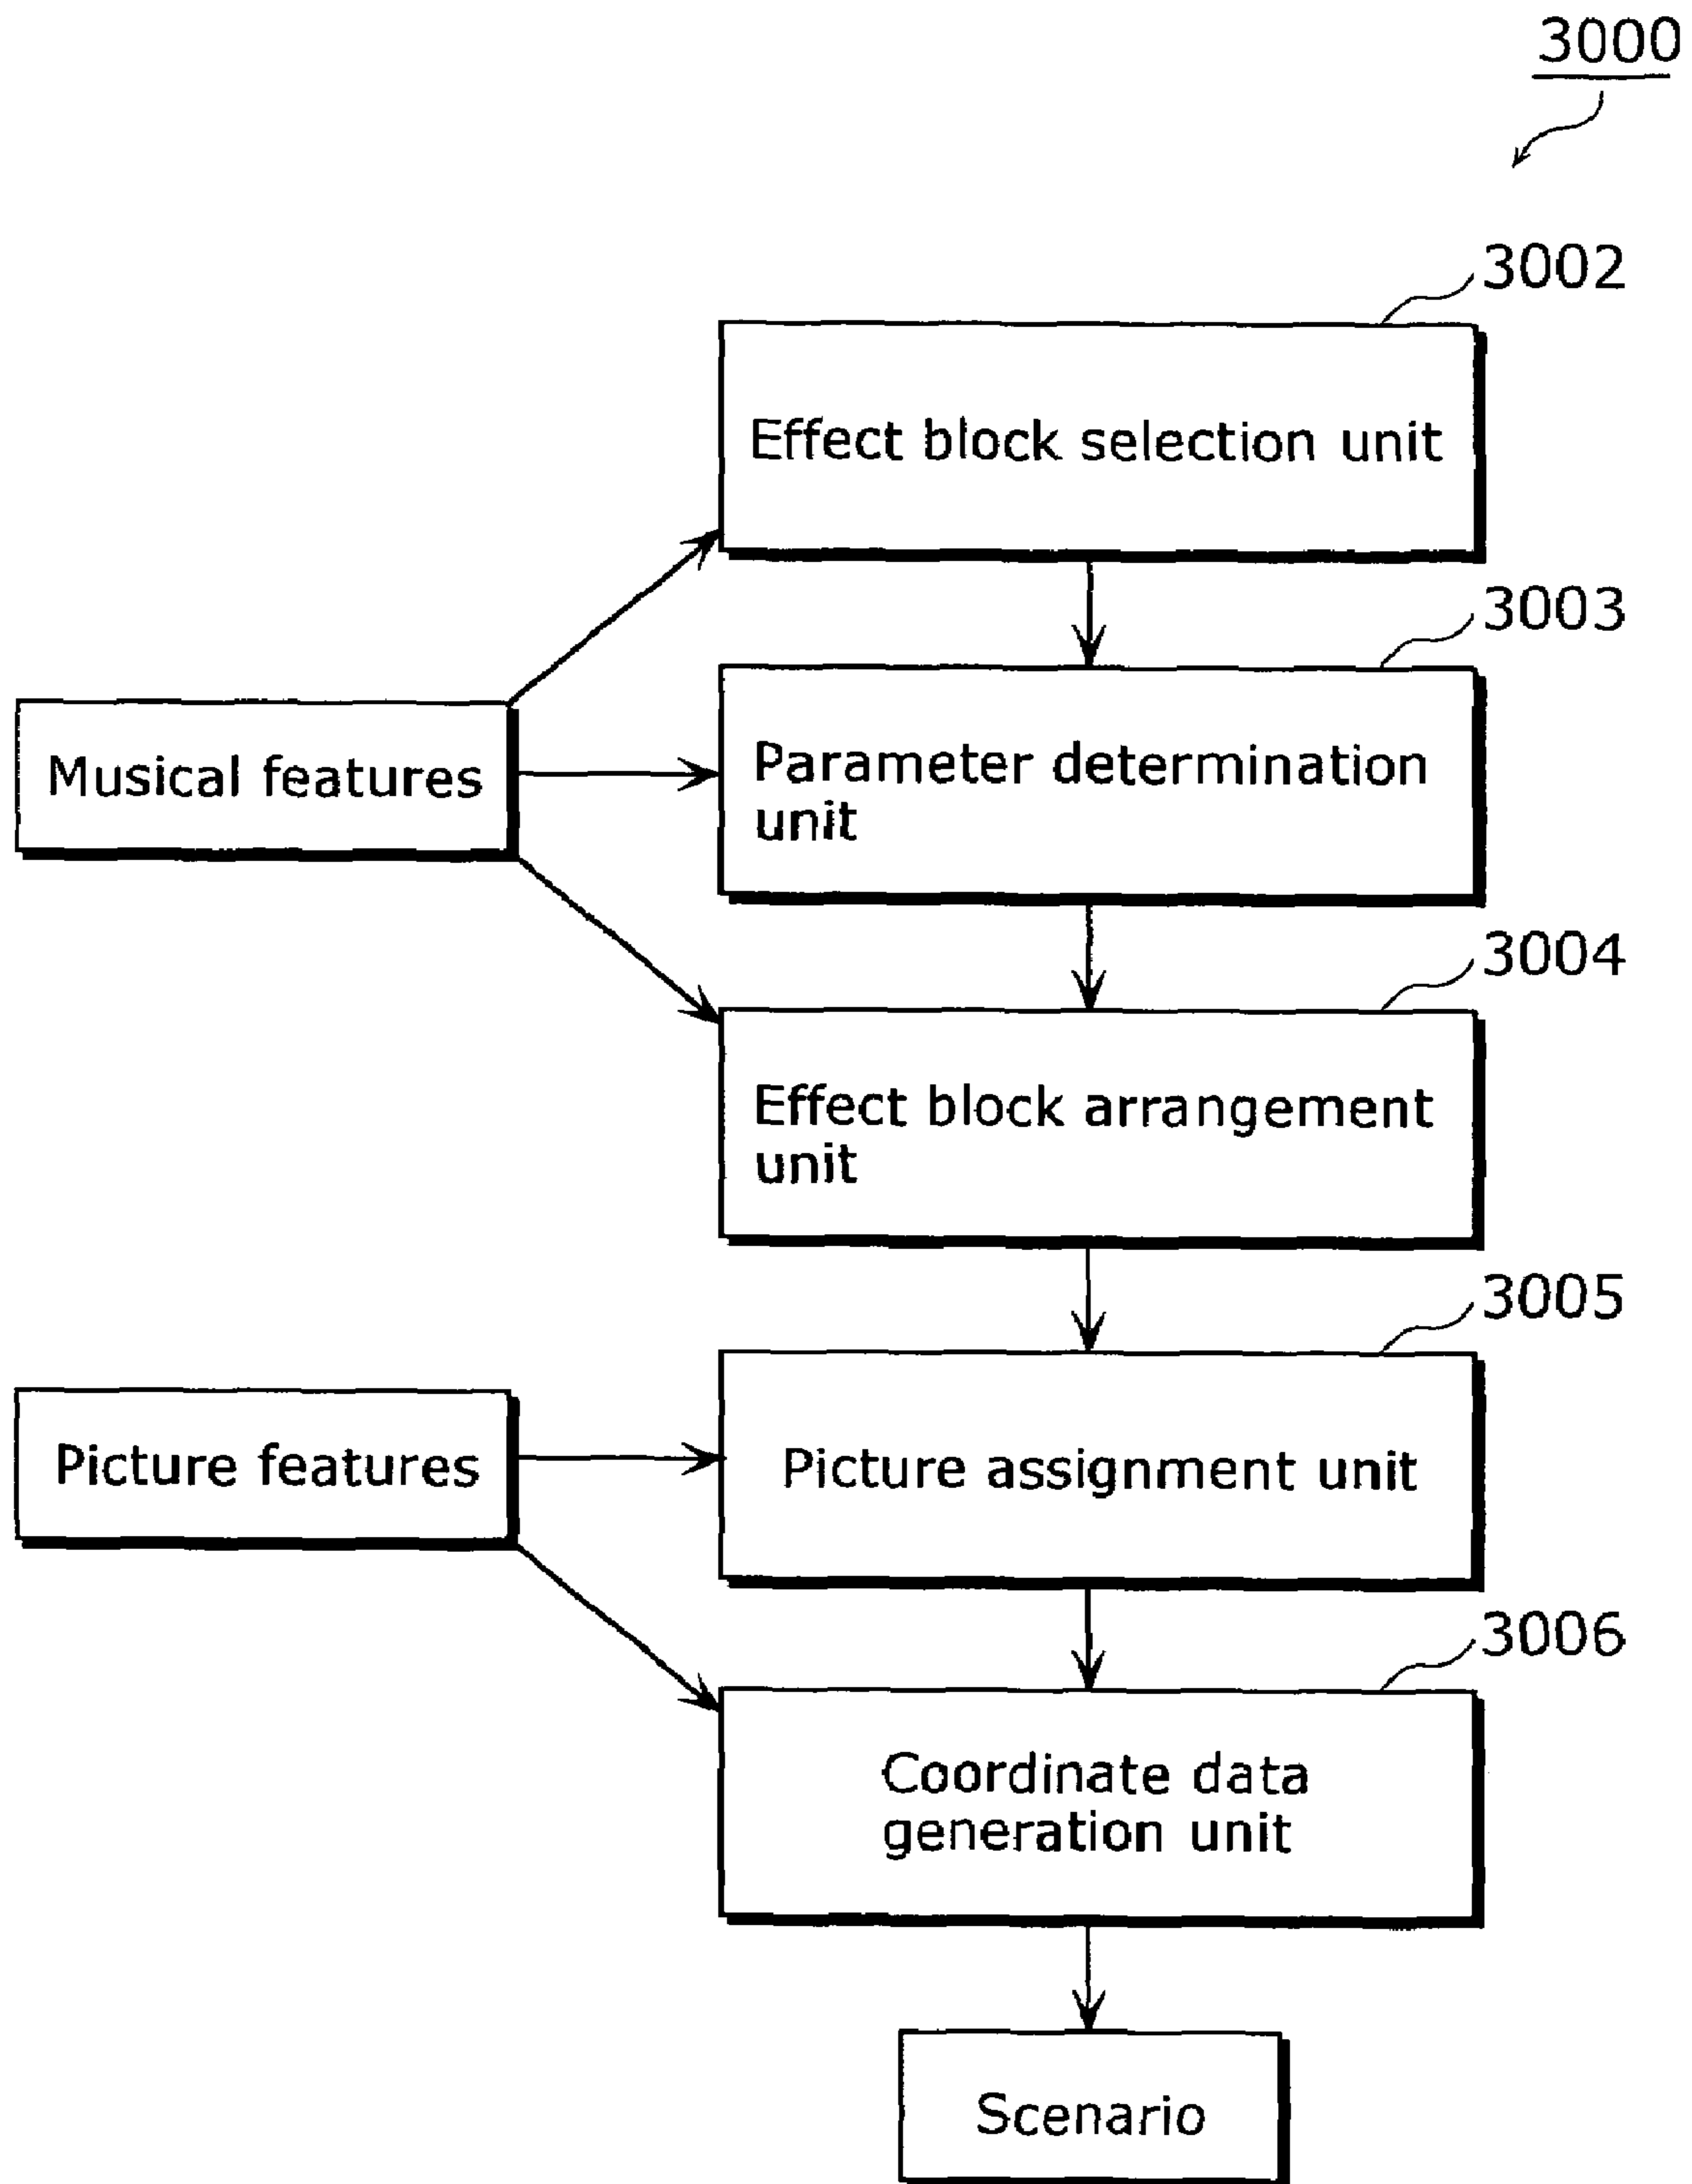 3000
3002
Effect block selection unit
3003
Musical features
Parameter determination
unit
3004
Effect block arrangement
unit
3005
Picture features
Picture assignment unit
3006
Coordinate data
generation unit
Scenario